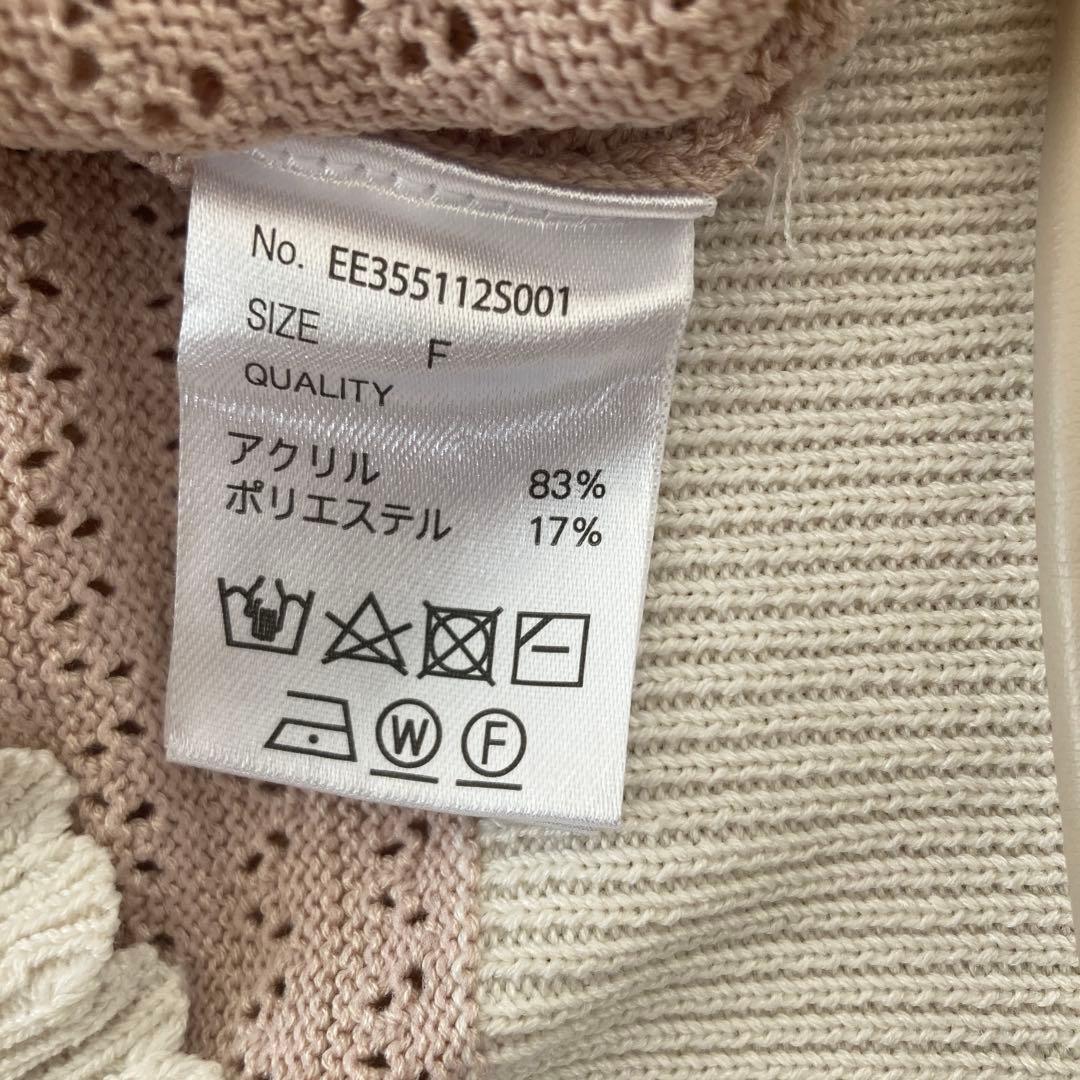 No. EE355112S001
SIZE F
QUALITY
アクリル 83%
ポリエステル 17%
W F